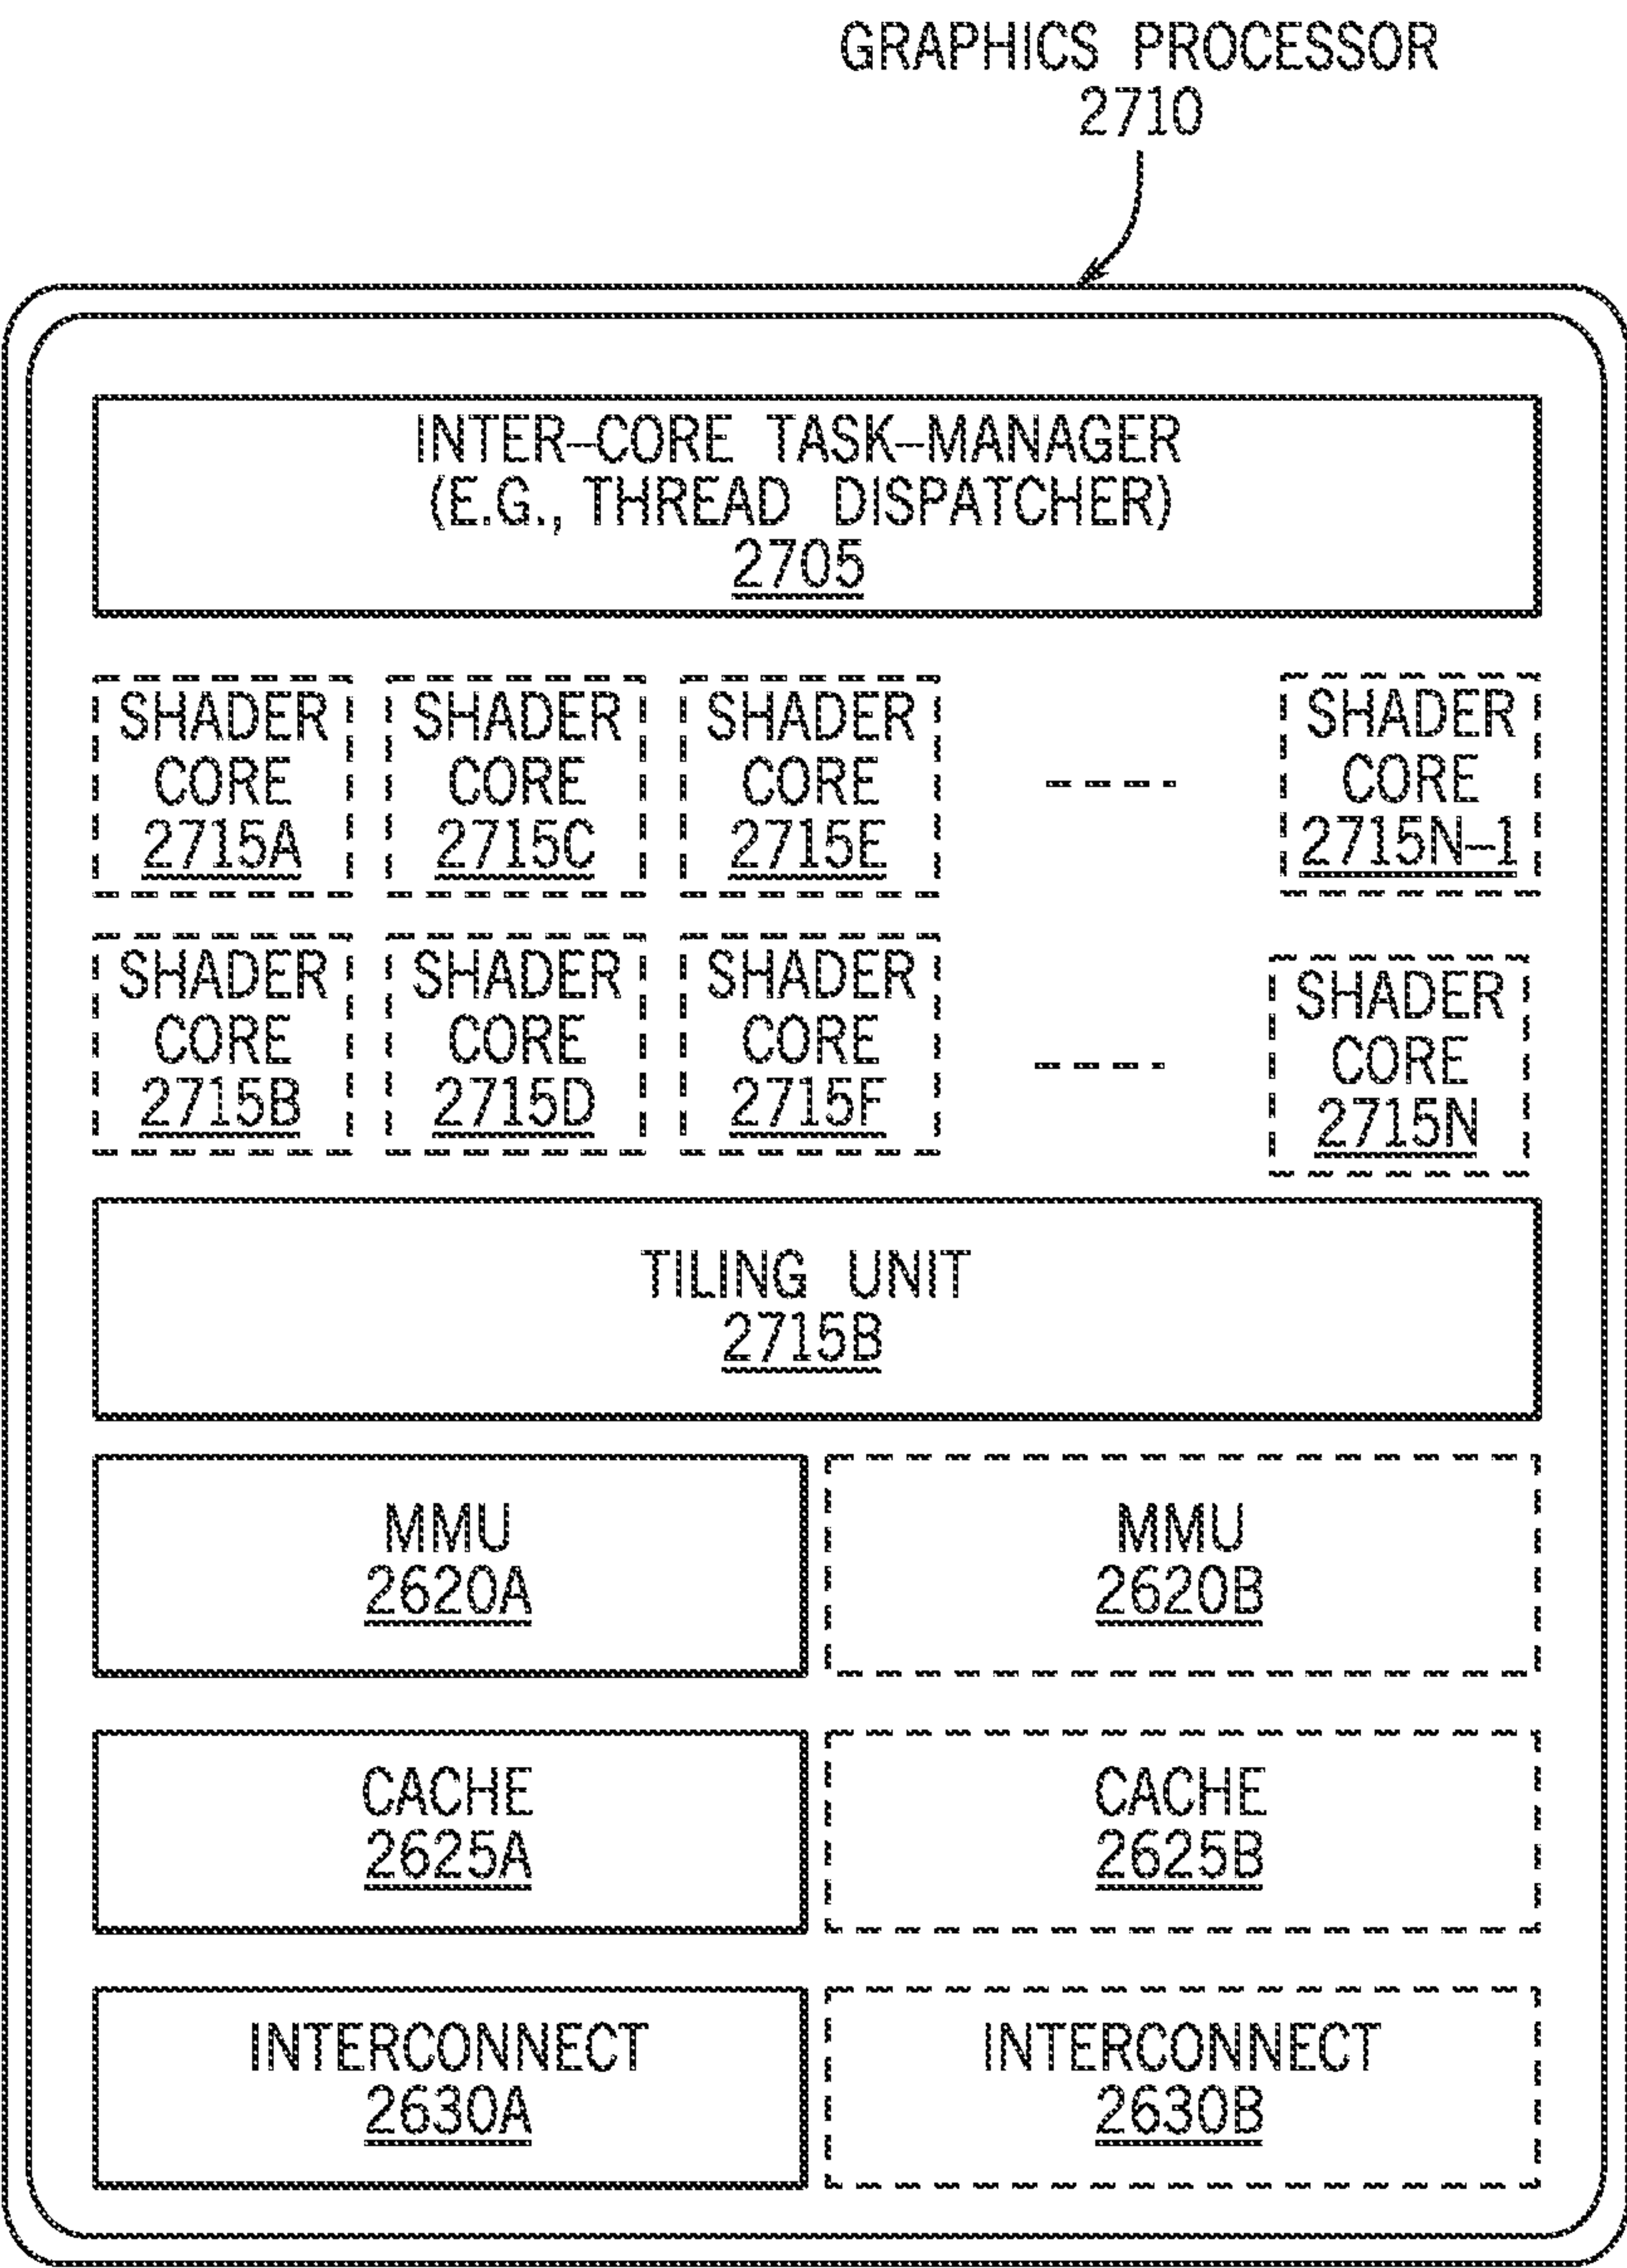 GRAPHICS PROCESSOR
2710
INTER-CORE TASK-MANAGER
(E.G., THREAD DISPATCHER)
2705
SHADER
CORE
2715A
SHADER
CORE
2715C
SHADER
CORE
2715E
SHADER
CORE
2715N-1
SHADER
CORE
2715B
SHADER
CORE
2715D
SHADER
CORE
2715F
SHADER
CORE
2715N
TILING UNIT
2715B
MMU
2620A
MMU
2620B
CACHE
2625A
CACHE
2625B
INTERCONNECT
2630A
INTERCONNECT
2630B